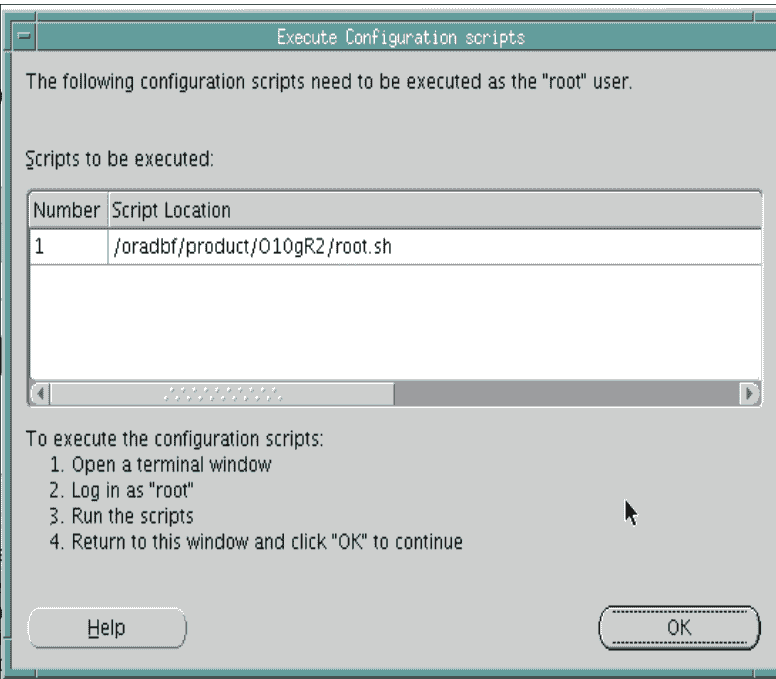 Execute Configuration scripts
The following configuration scripts need to be executed as the "root" user.
Scripts to be executed:
Number Script Location
1 /oradbf/product/O10gR2/root.sh
To execute the configuration scripts:
1. Open a terminal window
2. Log in as "root"
3. Run the scripts
4. Return to this window and click "OK" to continue
Help OK